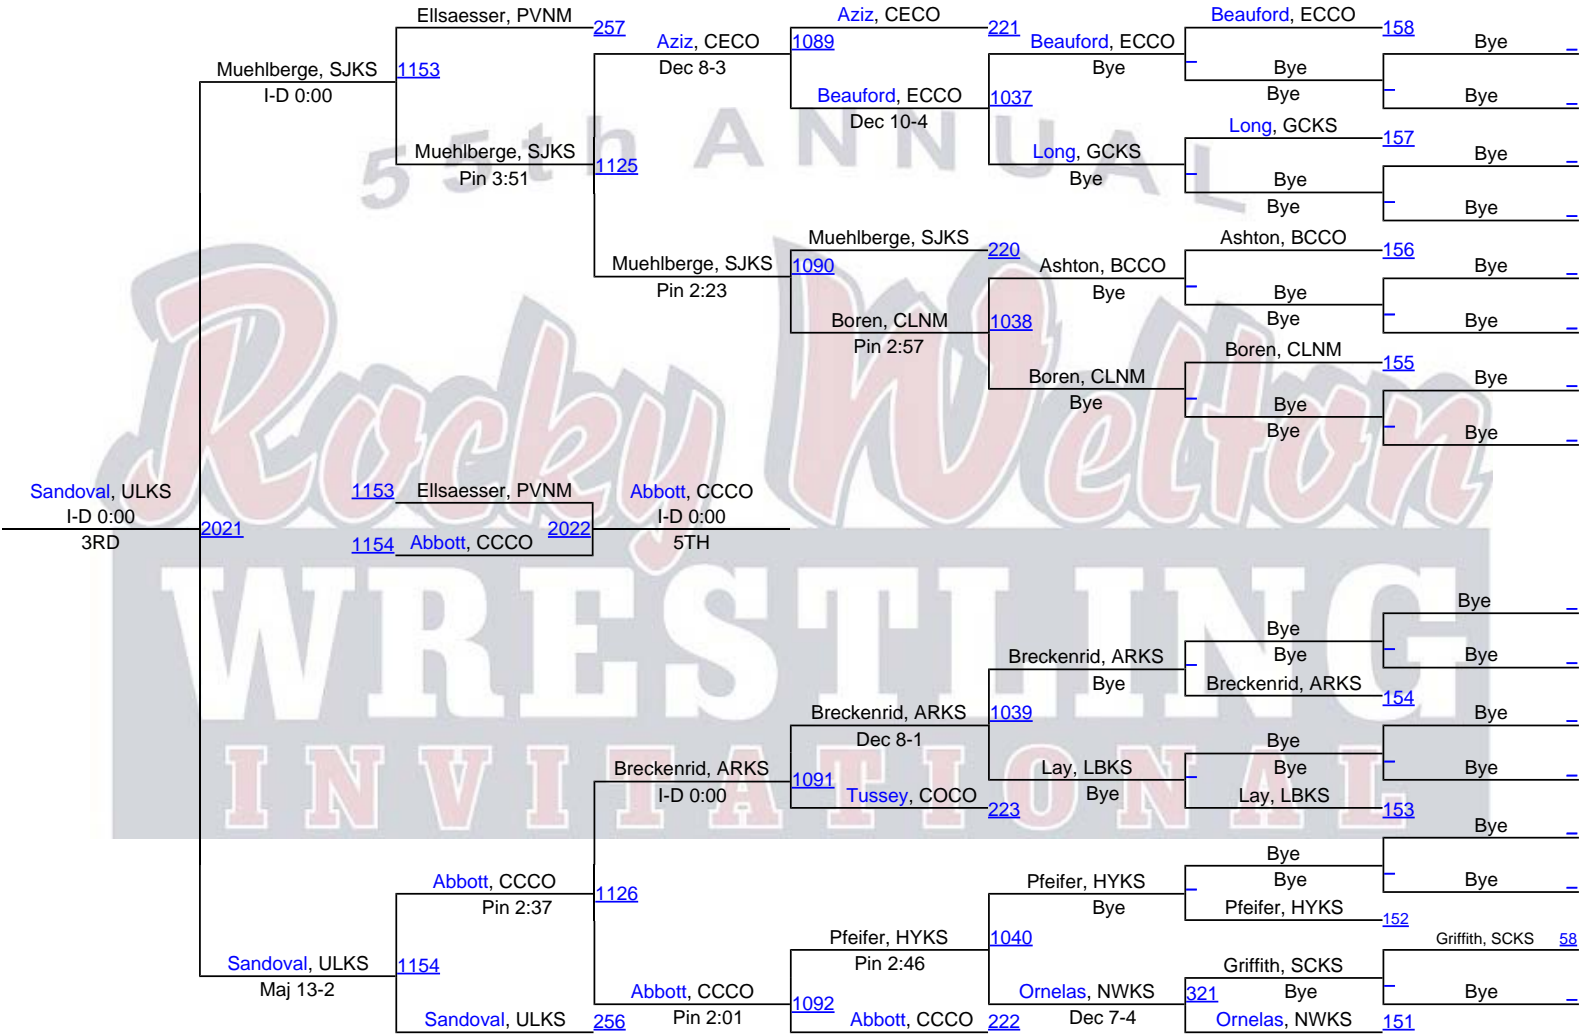 Ellsaesser, PVNM 257 Aziz, CECO 221 Beauford, ECCO 158
Aziz, CECO 1089 Beauford, ECCO Bye _
Muehlberge, SJKS 1153 Dec 8-3 Bye _ Bye
I-D 0:00 Beauford, ECCO 1037 Bye _ Bye _
Dec 10-4
55th ANNUAL
Long, GCKS 157
Muehlberge, SJKS 1125 Long, GCKS Bye _
Pin 3:51 Bye _ Bye
Bye _ Bye _
Muehlberge, SJKS 220 Ashton, BCCO 156
Muehlberge, SJKS 1090 Ashton, BCCO Bye _
Pin 2:23 Bye _ Bye
Boren, CLNM 1038 Bye _ Bye _
Pin 2:57
Boren, CLNM 155
Boren, CLNM Bye _
Bye _ Bye
Bye _ Bye _
Rocky Welton
Sandoval, ULKS 1153 Ellsaesser, PVNM Abbott, CCCO
I-D 0:00 2021 2022 I-D 0:00
3RD 1154 Abbott, CCCO 5TH
WRESTLING
Bye _
Bye
Breckenrid, ARKS _ Bye _ Bye _
Bye Breckenrid, ARKS 154
Breckenrid, ARKS 1039 Bye _
Dec 8-1 Bye
Breckenrid, ARKS 1091 Lay, LBKS _ Bye _ Bye _
I-D 0:00 Tussey, COCO 223 Bye Lay, LBKS 153
INVITATIONAL
Bye _
Bye
Abbott, CCCO 1126 Pfeifer, HYKS _ Bye _ Bye _
Pin 2:37 Bye Pfeifer, HYKS 152
Pfeifer, HYKS 1040 Griffith, SCKS 58
Sandoval, ULKS 1154 Pin 2:46 Griffith, SCKS
Maj 13-2 Abbott, CCCO 1092 Ornelas, NWKS 321 Bye _ Bye _
Sandoval, ULKS 256 Pin 2:01 Abbott, CCCO 222 Dec 7-4 Ornelas, NWKS 151